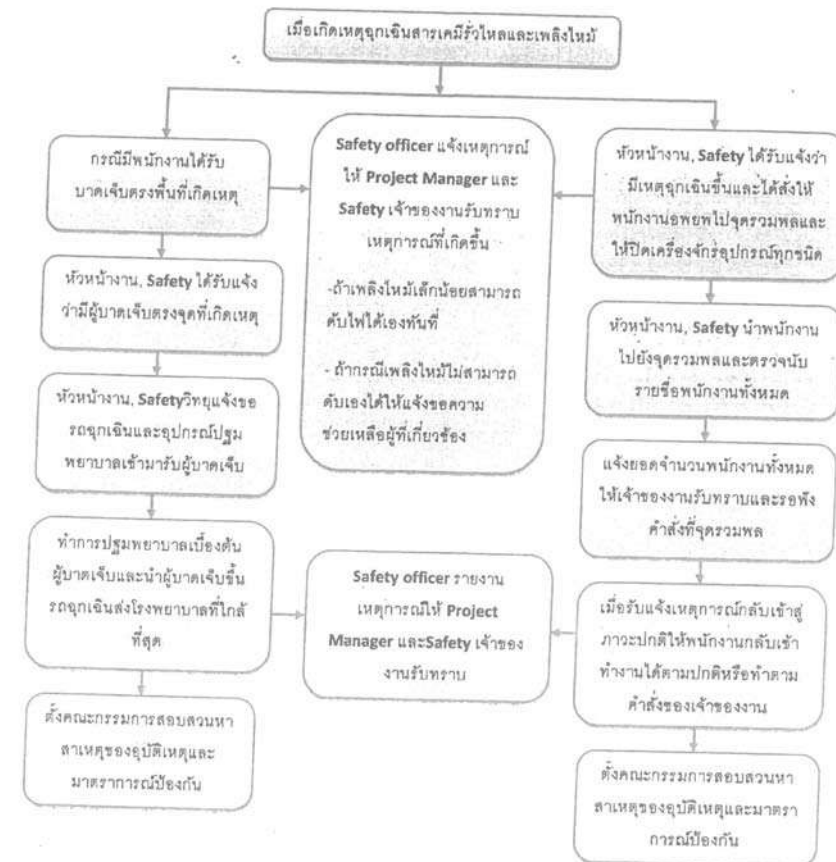 เมื่อเกิดเหตุฉุกเฉินสารเคมีรั่วไหลและเพลิงไหม้
กรณีมีพนักงานได้รับ
บาดเจ็บตรงพื้นที่เกิดเหตุ
หัวหน้างาน, Safety ได้รับแจ้ง
ว่ามีผู้บาดเจ็บตรงจุดที่เกิดเหตุ
หัวหน้างาน, Safetyวิทยุแจ้งขอ
รถฉุกเฉินและอุปกรณ์ปฐม
พยาบาลเข้ามารับผู้บาดเจ็บ
ทำการปฐมพยาบาลเบื้องต้น
ผู้บาดเจ็บและนำผู้บาดเจ็บขึ้น
รถฉุกเฉินส่งโรงพยาบาลที่ใกล้
ที่สุด
ตั้งคณะกรรมการสอบสวนหา
สาเหตุของอุบัติเหตุและ
มาตราการณ์ป้องกัน
Safety officer แจ้งเหตุการณ์
ให้ Project Manager และ
Safety เจ้าของงานรับทราบ
เหตุการณ์ที่เกิดขึ้น
-ถ้าเพลิงไหม้เล็กน้อยสามารถ
ดับไฟได้เองทันที่
- ถ้ากรณีเพลิงไหม้ไม่สามารถ
ดับเองได้ให้แจ้งขอความ
ช่วยเหลือผู้ที่เกี่ยวข้อง
Safety officer รายงาน
เหตุการณ์ให้ Project
Manager และSafety เจ้าของ
งานรับทราบ
หัวหน้างาน, Safety ได้รับแจ้งว่า
มีเหตุฉุกเฉินขึ้นและได้สั่งให้
พนักงานอพยพไปจุดรวมพลและ
ให้ปิดเครื่องจักรอุปกรณ์ทุกชนิด
หัวหน้างาน, Safety นำพนักงาน
ไปยังจุดรวมพลและตรวจนับ
รายชื่อพนักงานทั้งหมด
แจ้งยอดจำนวนพนักงานทั้งหมด
ให้เจ้าของงานรับทราบและรอฟัง
คำสั่งที่จุดรวมพล
เมื่อรับแจ้งเหตุการณ์กลับเข้าสู่
ภาวะปกติให้พนักงานกลับเข้า
ทำงานได้ตามปกติหรือทำตาม
คำสั่งของเจ้าของงาน
ตั้งคณะกรรมการสอบสวนหา
สาเหตุของอุบัติเหตุและมาตรา
การณ์ป้องกัน